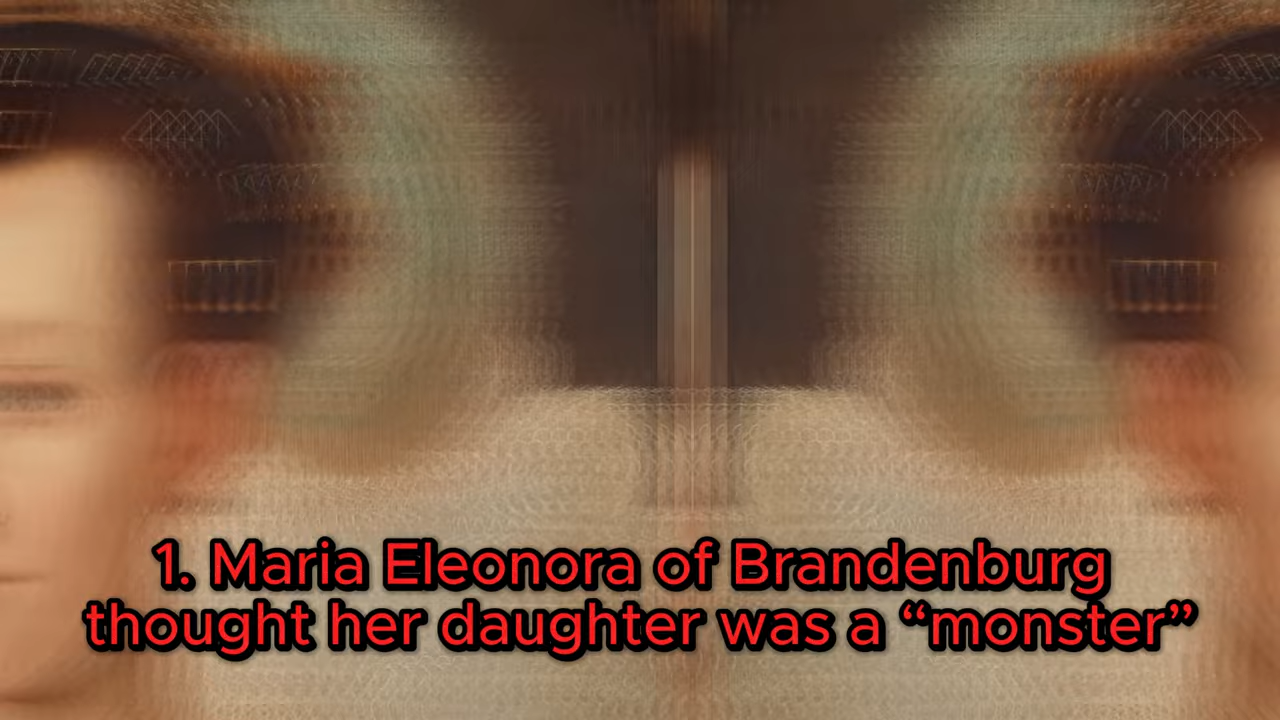 1. Maria Eleonora of Brandenburg
thought her daughter was a “monster”